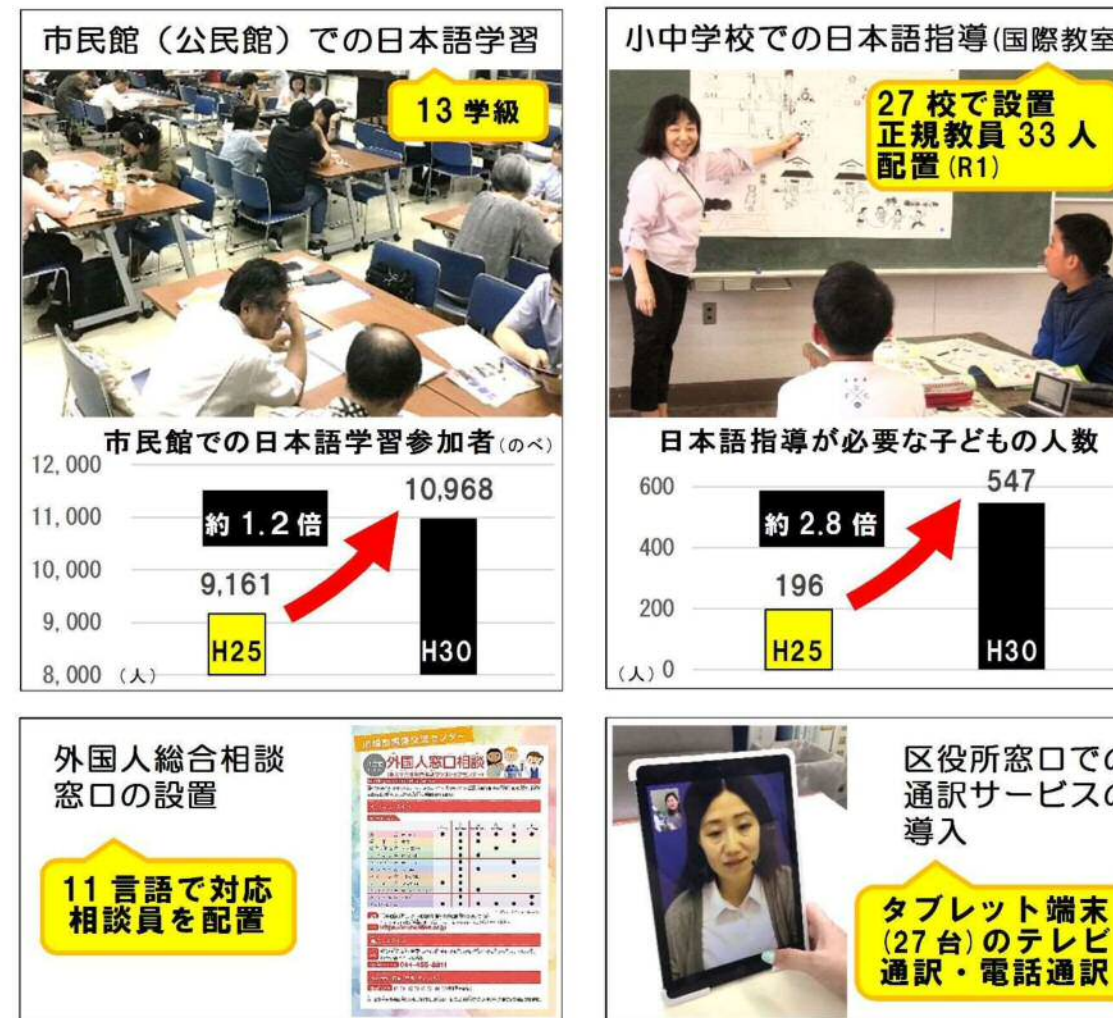 市民館（公民館）での日本語学習
13 学級
市民館での日本語学習参加者(のべ)
12,000
11,000
10,000
9,000
8,000
（人）
約 1.2 倍
9,161
10,968
H25
H30
小中学校での日本語指導(国際教室
27 校で設置
正規教員 33 人
配置(R1)
日本語指導が必要な子どもの人数
600
400
200
0
（人）
約 2.8 倍
196
547
H25
H30
外国人総合相談
窓口の設置
11 言語で対応
相談員を配置
外国人窓口相談
区役所窓口での
通訳サービスの
導入
タブレット端末
(27 台)のテレビ
通訳・電話通訳